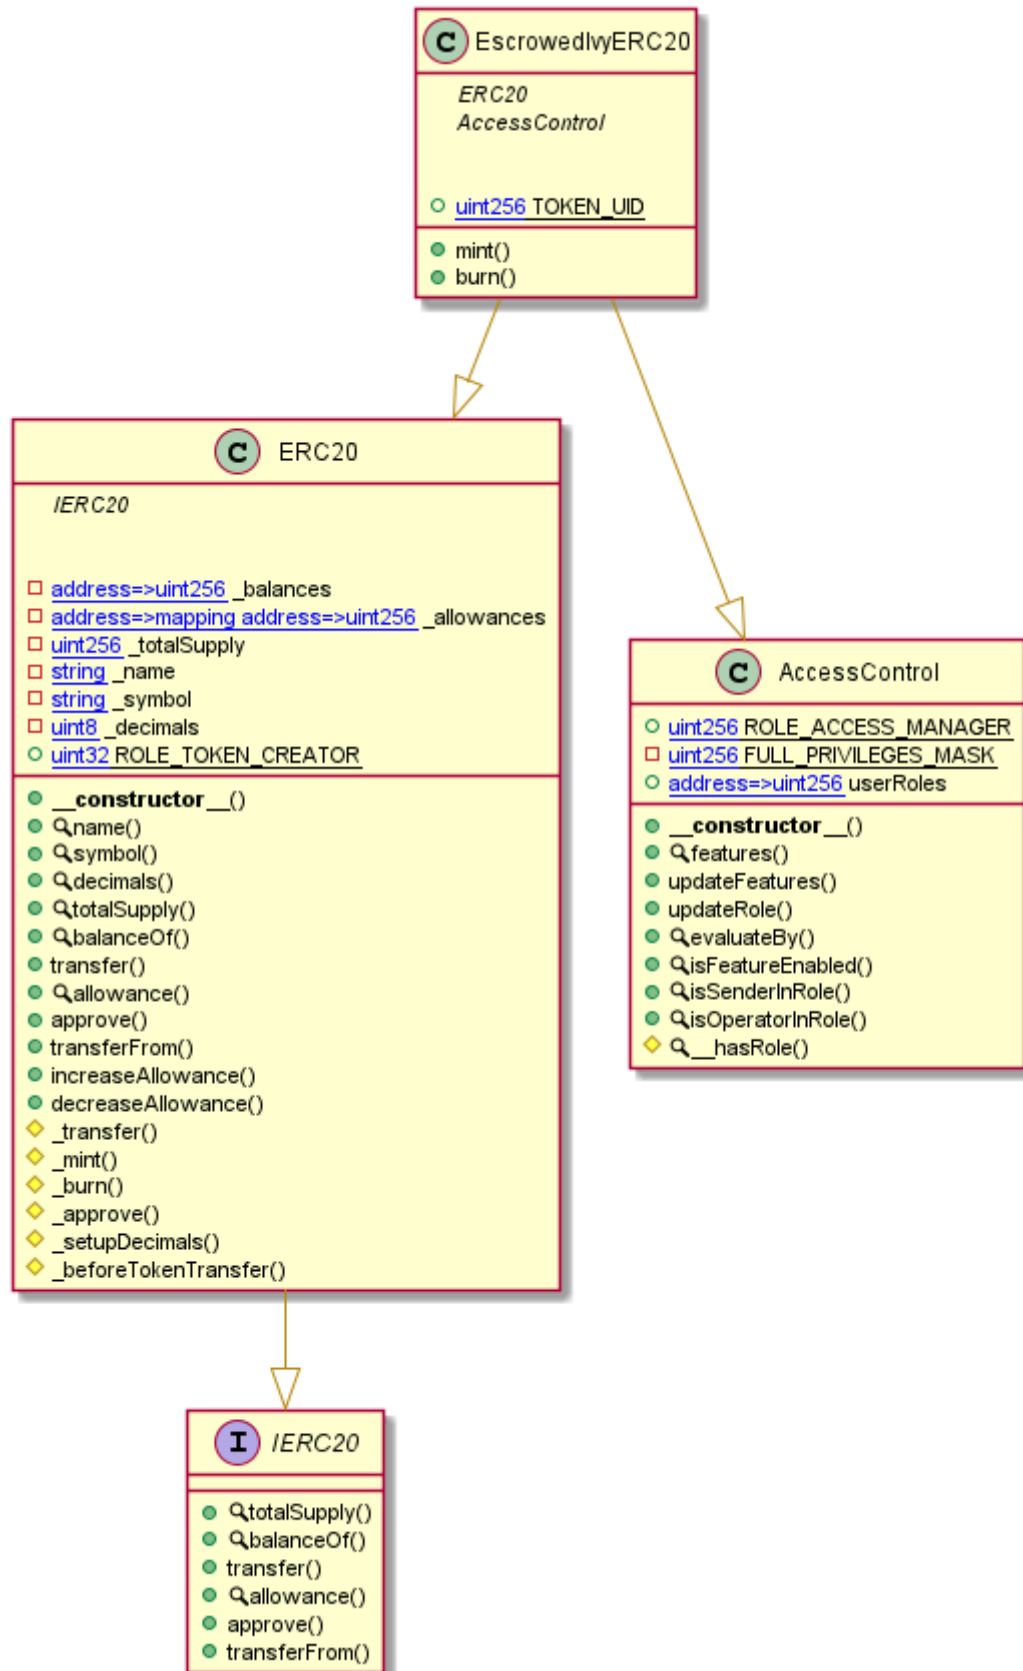 C EscrowedIvyERC20
ERC20
AccessControl
uint256 TOKEN_UID
mint()
burn()
C ERC20
IERC20
address=>uint256 _balances
address=>mapping address=>uint256 _allowances
uint256 _totalSupply
string _name
string _symbol
uint8 _decimals
uint32 ROLE_TOKEN_CREATOR
__constructor__()
name()
symbol()
decimals()
totalSupply()
balanceOf()
transfer()
allowance()
approve()
transferFrom()
increaseAllowance()
decreaseAllowance()
_transfer()
_mint()
_burn()
_approve()
_setupDecimals()
_beforeTokenTransfer()
C AccessControl
uint256 ROLE_ACCESS_MANAGER
uint256 FULL_PRIVILEGES_MASK
address=>uint256 userRoles
__constructor__()
features()
updateFeatures()
updateRole()
evaluateBy()
isFeatureEnabled()
isSenderInRole()
isOperatorInRole()
__hasRole()
I IERC20
totalSupply()
balanceOf()
transfer()
allowance()
approve()
transferFrom()